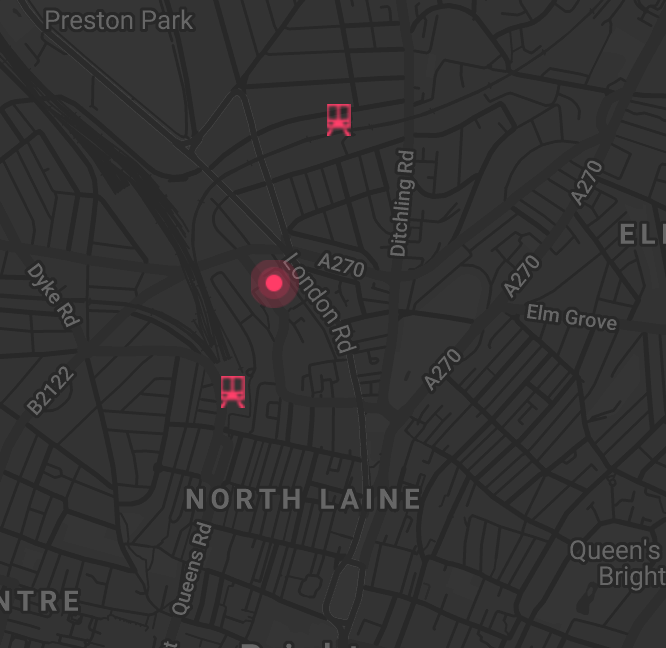 Preston Park
Ditchling Rd
A270
ELI
A270
London Rd
A270
Dyke Rd
Elm Grove
A270
B2122
NORTH LAINE
Queens Rd
Queen's
Bright
NTRE